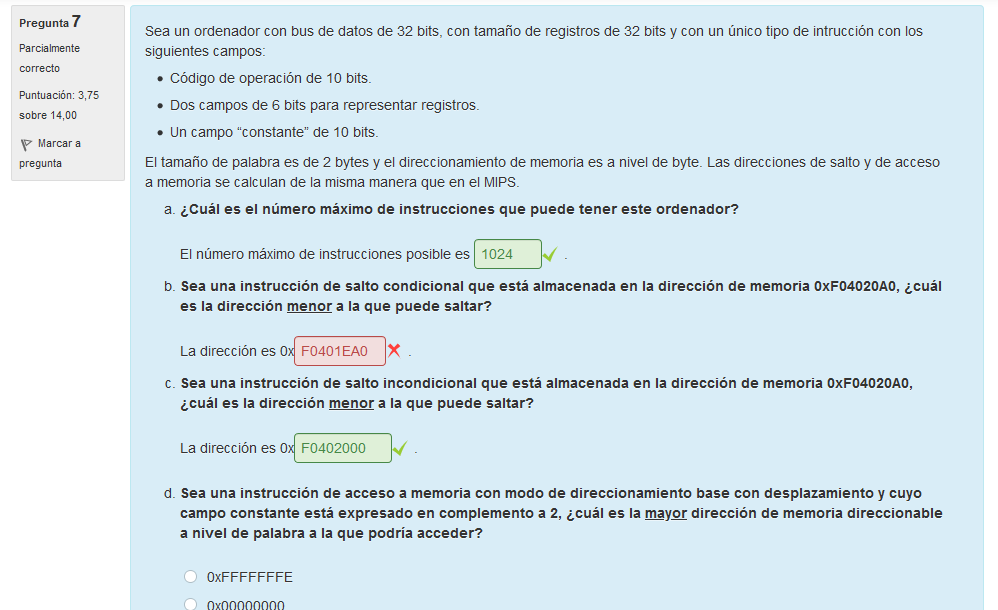 Pregunta 7
Parcialmente
correcto
Puntuación: 3,75
sobre 14,00
Marcar a
pregunta
Sea un ordenador con bus de datos de 32 bits, con tamaño de registros de 32 bits y con un único tipo de intrucción con los
siguientes campos:
• Código de operación de 10 bits.
• Dos campos de 6 bits para representar registros.
• Un campo “constante” de 10 bits.
El tamaño de palabra es de 2 bytes y el direccionamiento de memoria es a nivel de byte. Las direcciones de salto y de acceso
a memoria se calculan de la misma manera que en el MIPS.
a. ¿Cuál es el número máximo de instrucciones que puede tener este ordenador?
El número máximo de instrucciones posible es 1024 .
b. Sea una instrucción de salto condicional que está almacenada en la dirección de memoria 0xF04020A0, ¿cuál
es la dirección menor a la que puede saltar?
La dirección es 0x F0401EA0 .
c. Sea una instrucción de salto incondicional que está almacenada en la dirección de memoria 0xF04020A0,
¿cuál es la dirección menor a la que puede saltar?
La dirección es 0x F0402000 .
d. Sea una instrucción de acceso a memoria con modo de direccionamiento base con desplazamiento y cuyo
campo constante está expresado en complemento a 2, ¿cuál es la mayor dirección de memoria direccionable
a nivel de palabra a la que podría acceder?
0xFFFFFFFE
0x00000000